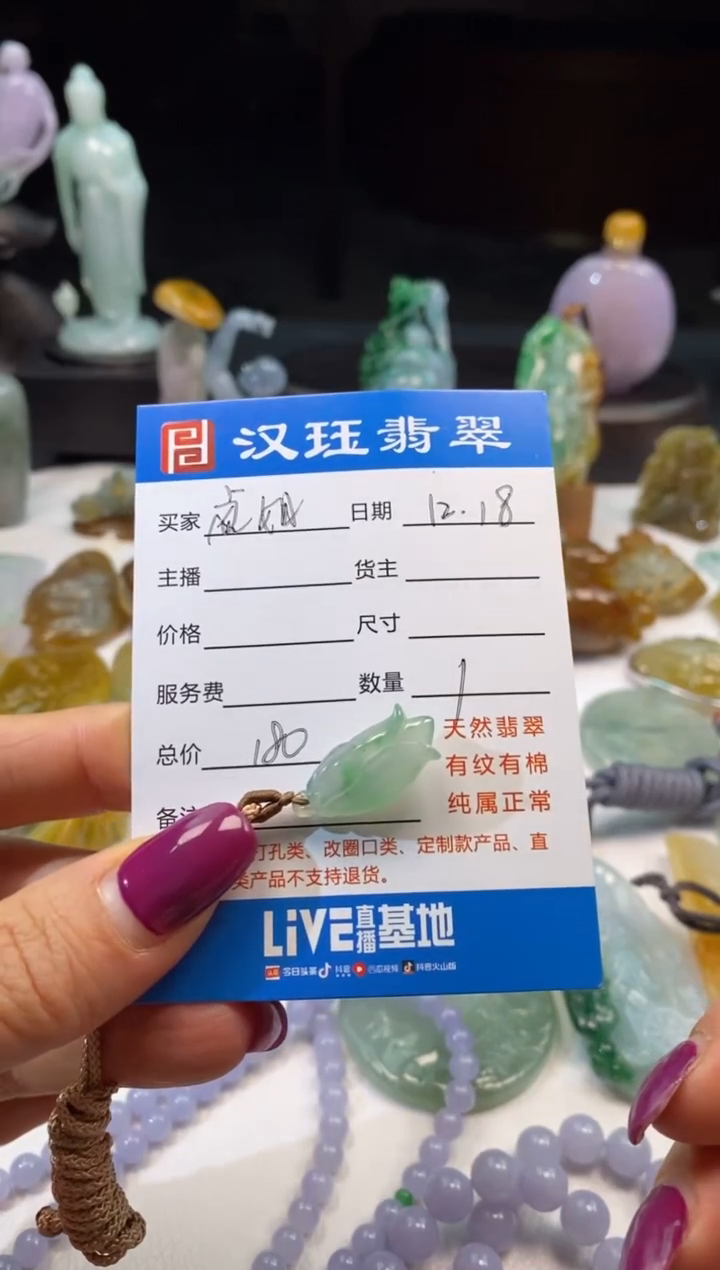 汉珏翡翠
买家 日期 12.18
主播 货主
价格 尺寸
服务费 数量 1
总价 180
天然翡翠
有纹有棉
纯属正常
备注
打孔类、改圈口类、定制款产品、直
类产品不支持退货。
LiVE直播基地
今日头条 抖音 西瓜视频 抖音火山版